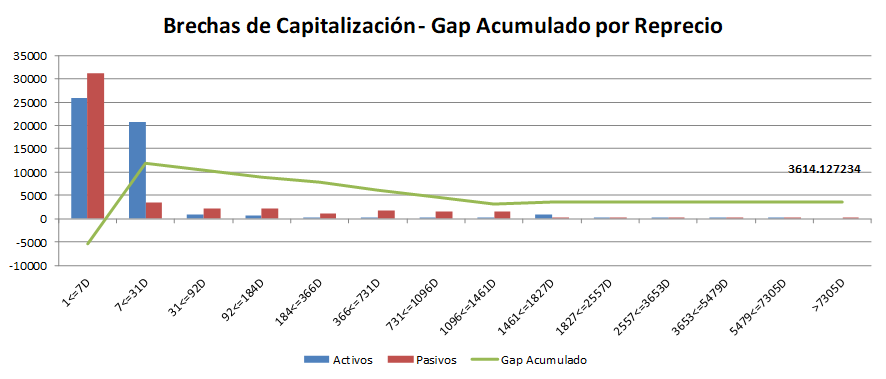 Brechas de Capitalización - Gap Acumulado por Reprecio
35000
30000
25000
20000
15000
10000
5000
0
-5000
-10000
3614.127234
1<=7D
7<=31D
31<=92D
92<=184D
184<=366D
366<=731D
731<=1096D
1096<=1461D
1461<=1827D
1827<=2557D
2557<=3653D
3653<=5479D
5479<=7305D
>7305D
Activos
Pasivos
Gap Acumulado